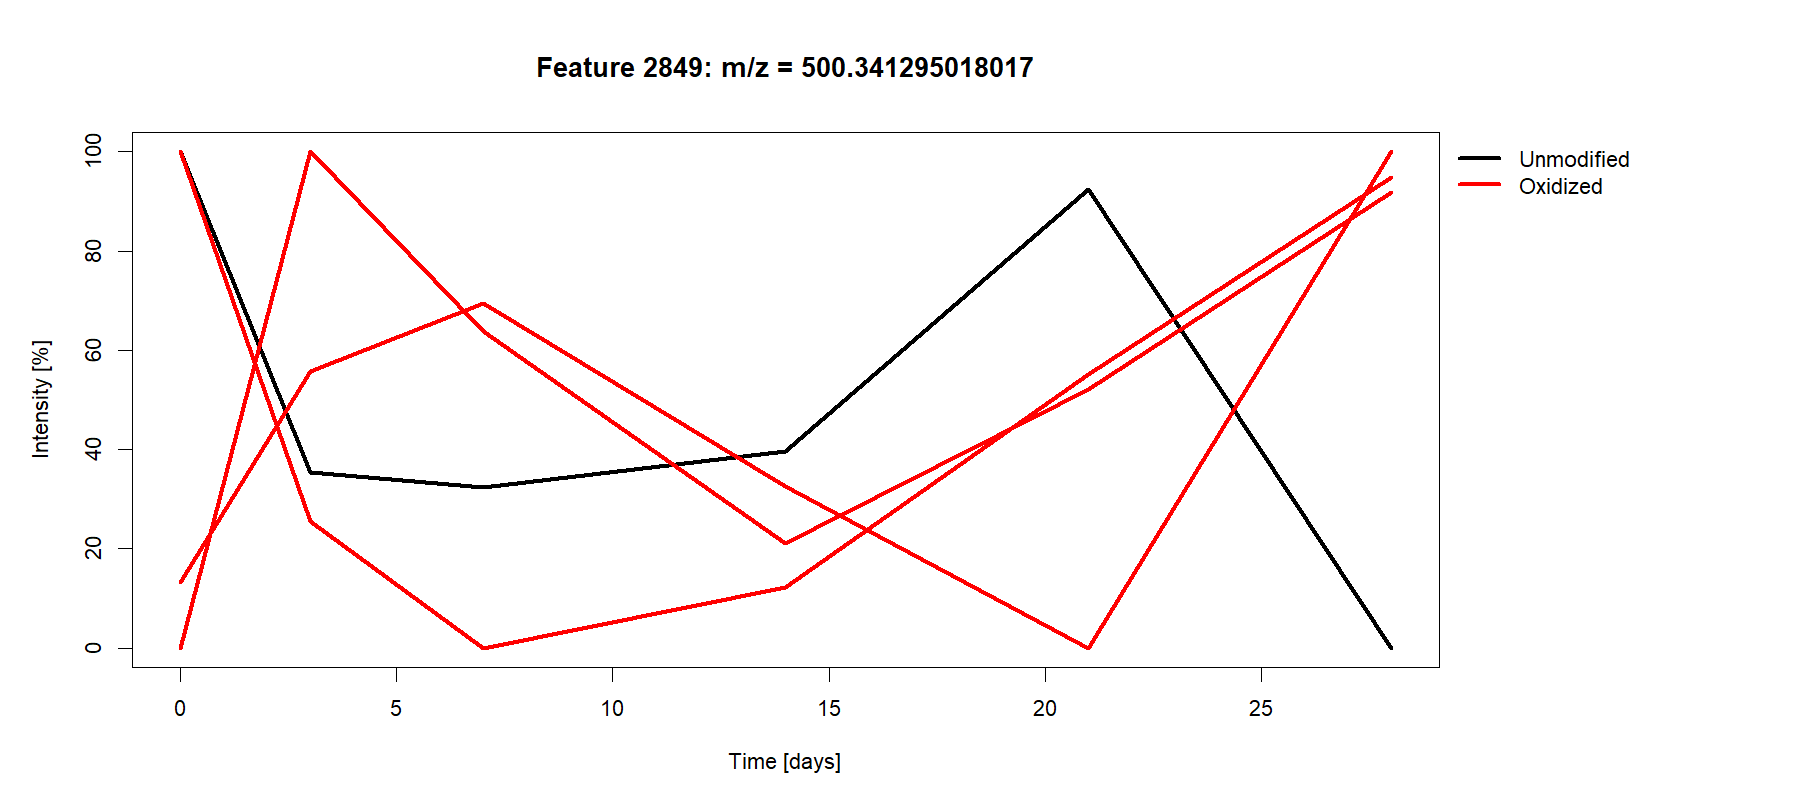 Feature 2849: m/z = 500.341295018017
Unmodified
Oxidized
Intensity [%]
100
80
60
40
20
0
0 5 10 15 20 25
Time [days]